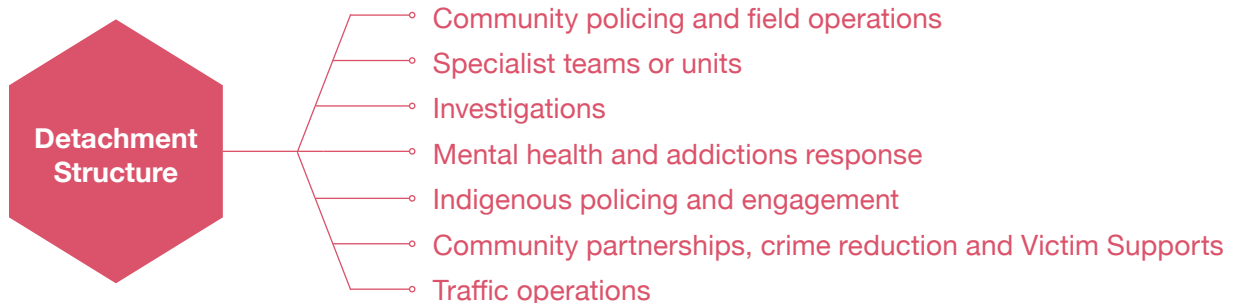 Detachment
Structure
Community policing and field operations
Specialist teams or units
Investigations
Mental health and addictions response
Indigenous policing and engagement
Community partnerships, crime reduction and Victim Supports
Traffic operations